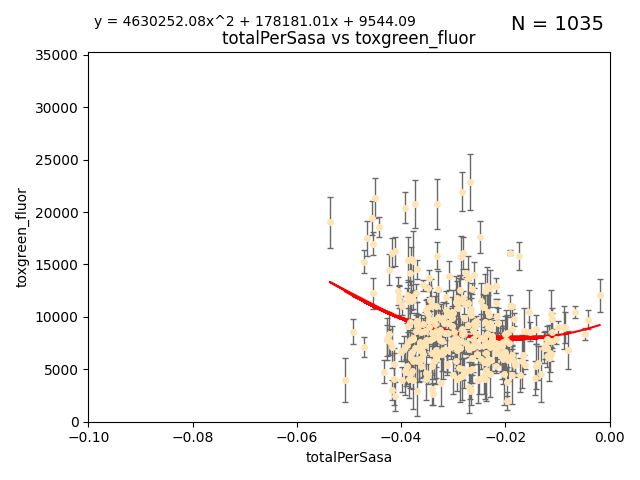 y = 4630252.08x^2 + 178181.01x + 9544.09
N = 1035
totalPerSasa vs toxgreen_fluor
35000
30000
25000
20000
15000
10000
5000
0
toxgreen_fluor
−0.10 −0.08 −0.06 −0.04 −0.02 0.00
totalPerSasa